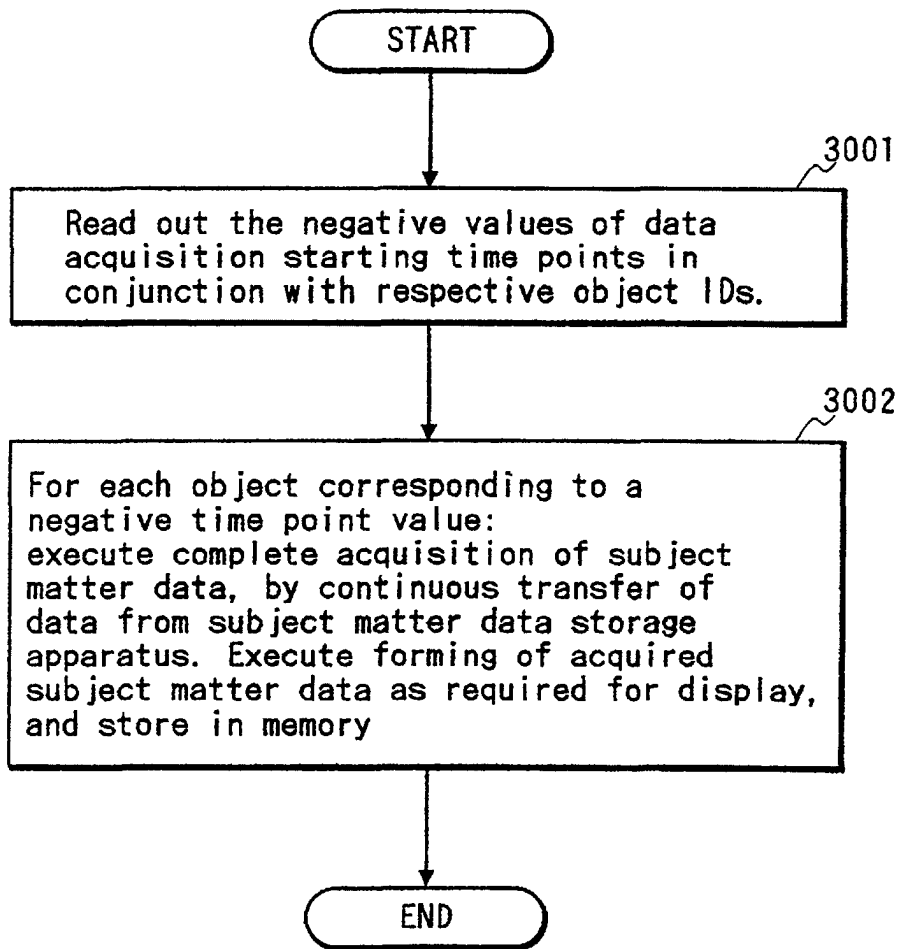 START
3001
Read out the negative values of data
acquisition starting time points in
conjunction with respective object IDs.
3002
For each object corresponding to a
negative time point value:
execute complete acquisition of subject
matter data, by continuous transfer of
data from subject matter data storage
apparatus. Execute forming of acquired
subject matter data as required for display,
and store in memory
END